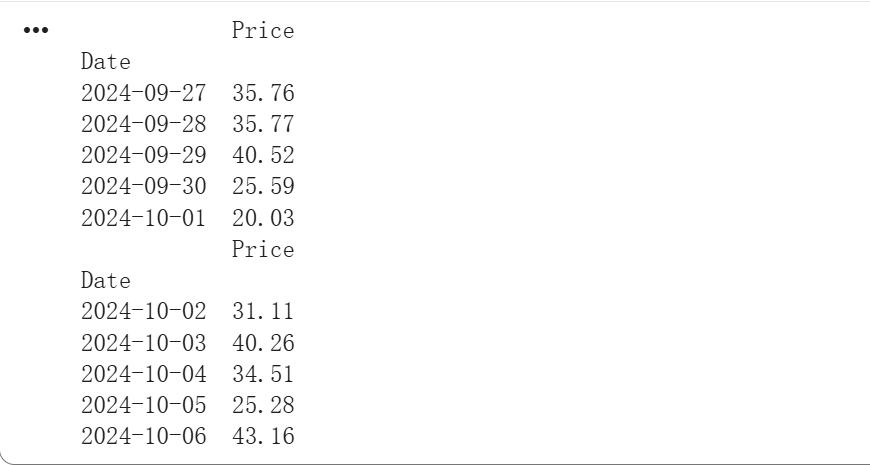 Price
Date
2024-09-27 35.76
2024-09-28 35.77
2024-09-29 40.52
2024-09-30 25.59
2024-10-01 20.03
Price
Date
2024-10-02 31.11
2024-10-03 40.26
2024-10-04 34.51
2024-10-05 25.28
2024-10-06 43.16